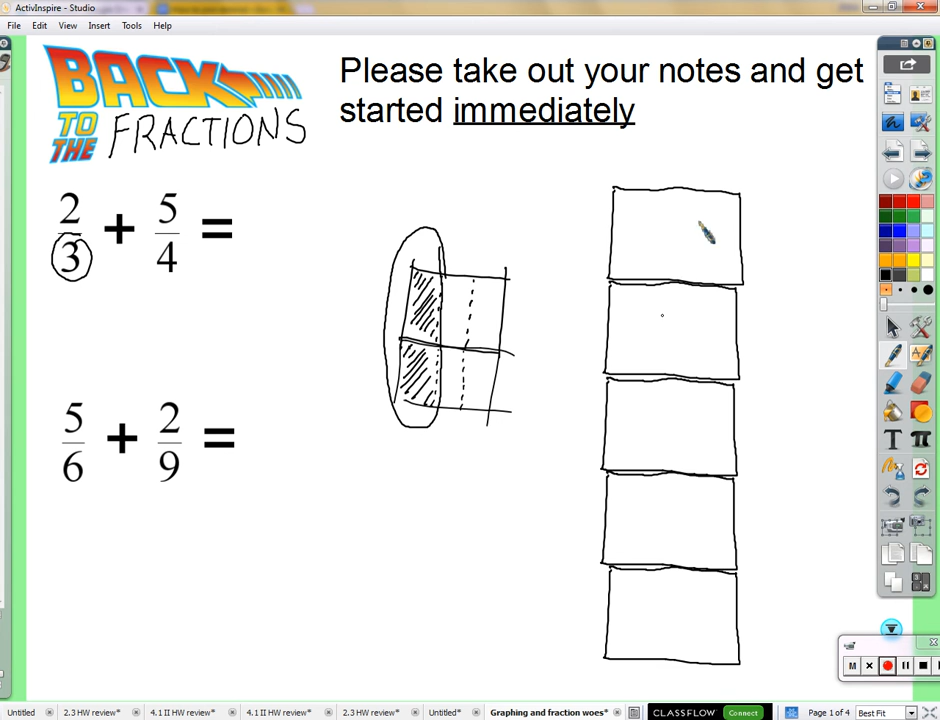 ActivInspire - Studio
File Edit View Insert Tools Help
BACK
TO
THE FRACTIONS
Please take out your notes and get
started immediately
2/3 + 5/4 =
5/6 + 2/9 =
M
Untitled 2.3 HW review* 4.1 II HW review* 4.1 II HW review* 2.3 HW review* Untitled* Graphing and fraction woes* CLASSFLOW Connect Page 1 of 4 Best Fit